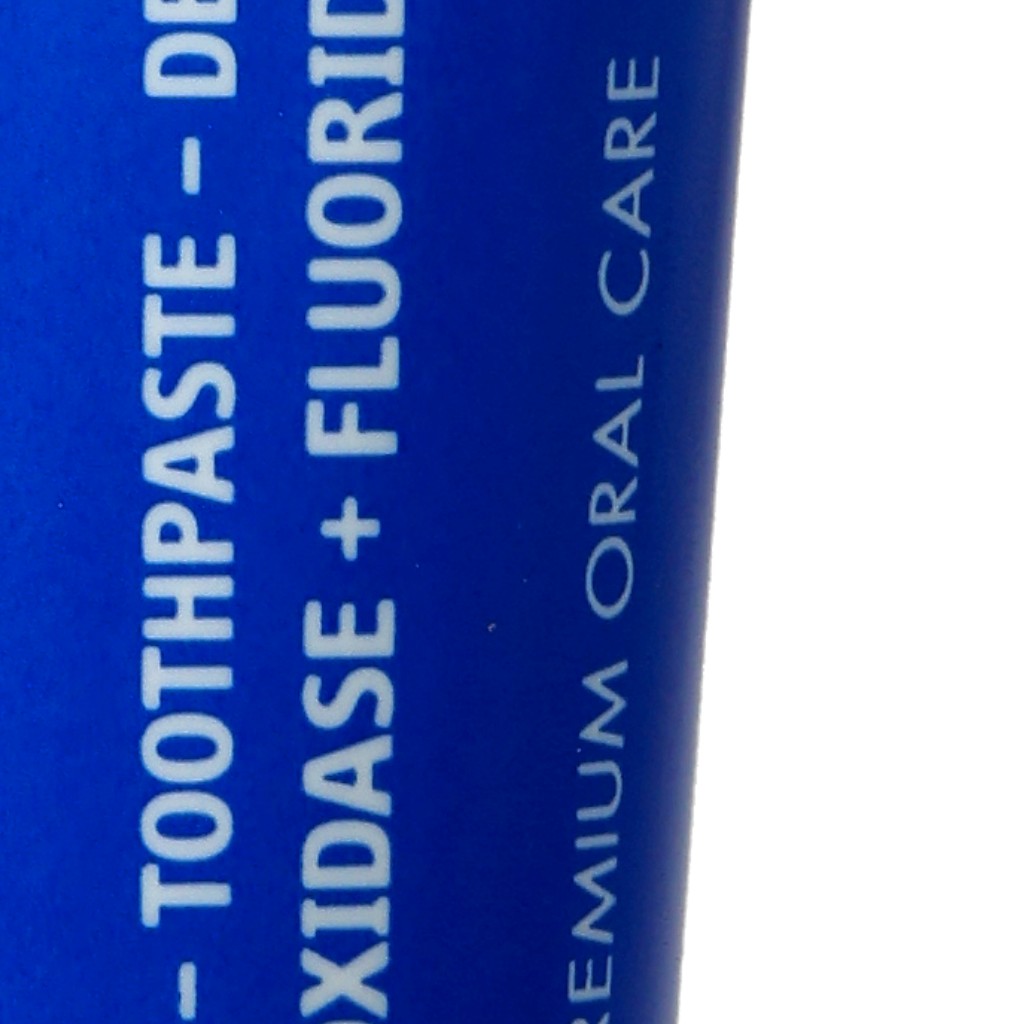 – TOOTHPASTE – DE
OXIDASE + FLUORID
REMIUM ORAL CARE